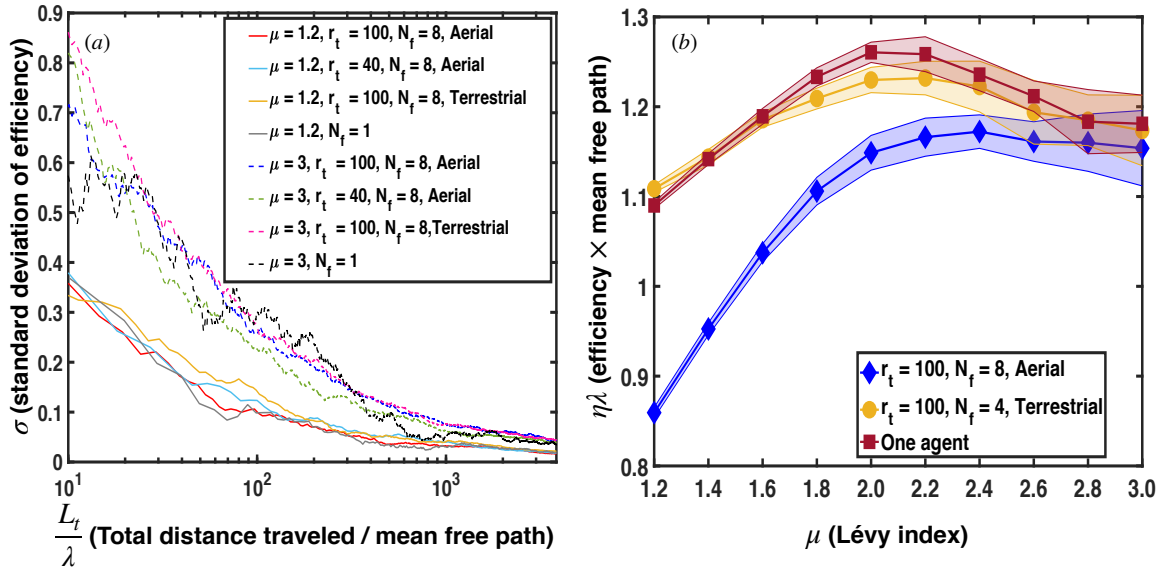 (a)
σ (standard deviation of efficiency)
0.9
0.8
0.7
0.6
0.5
0.4
0.3
0.2
0.1
0
μ = 1.2, r_t = 100, N_f = 8, Aerial
μ = 1.2, r_t = 40, N_f = 8, Aerial
μ = 1.2, r_t = 100, N_f = 8, Terrestrial
μ = 1.2, N_f = 1
μ = 3, r_t = 100, N_f = 8, Aerial
μ = 3, r_t = 40, N_f = 8, Aerial
μ = 3, r_t = 100, N_f = 8,Terrestrial
μ = 3, N_f = 1
10^1 10^2 10^3
L_t/λ (Total distance traveled / mean free path)
(b)
ηλ (efficiency × mean free path)
1.3
1.2
1.1
1
0.9
0.8
r_t = 100, N_f = 8, Aerial
r_t = 100, N_f = 4, Terrestrial
One agent
1.2 1.4 1.6 1.8 2.0 2.2 2.4 2.6 2.8 3.0
μ (Lévy index)